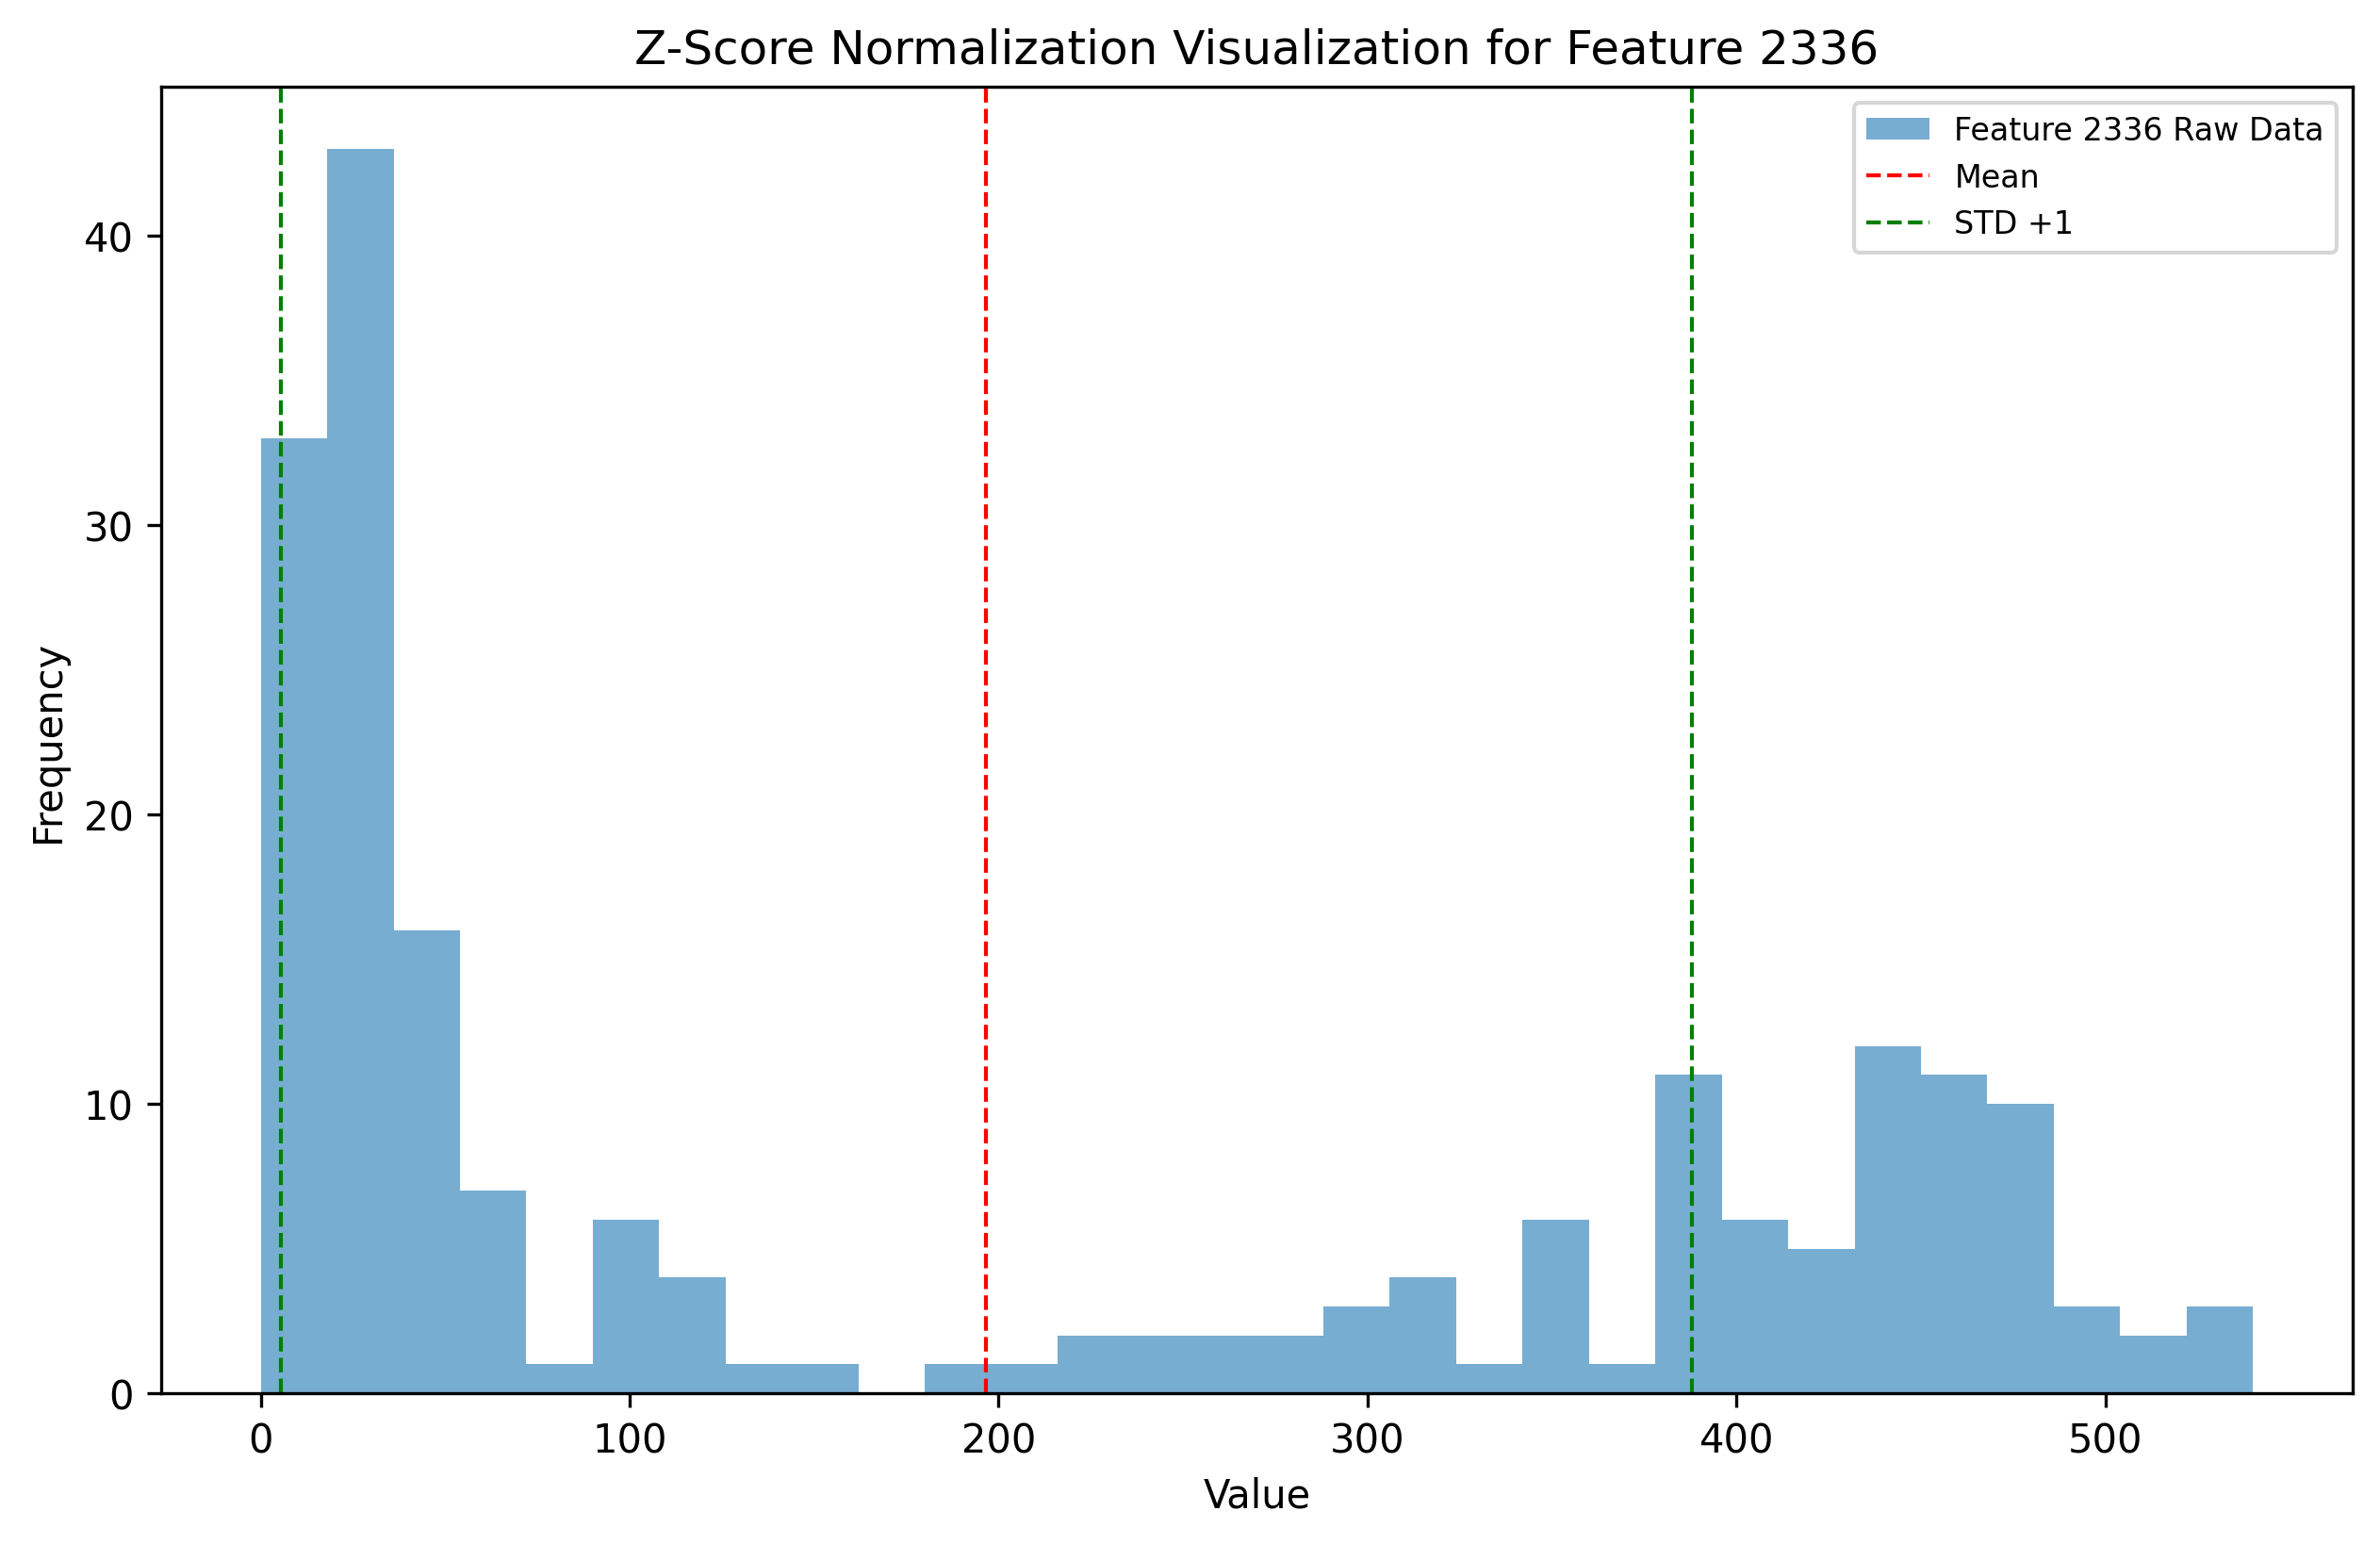 Z-Score Normalization Visualization for Feature 2336
Feature 2336 Raw Data
Mean
STD +1
40
30
20
10
0
Frequency
0 100 200 300 400 500
Value